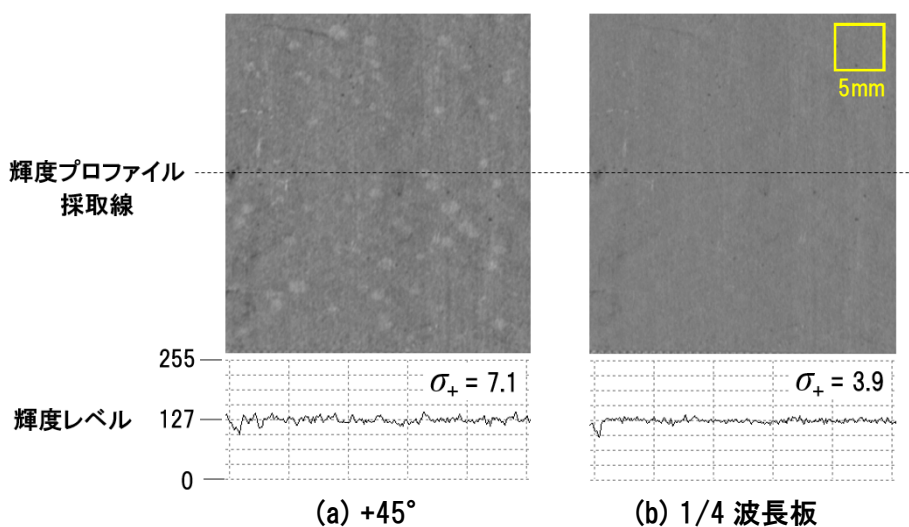 5mm
輝度プロファイル
採取線
255
σ+ = 7.1
σ+ = 3.9
輝度レベル
127
0
(a) +45°
(b) 1/4 波長板